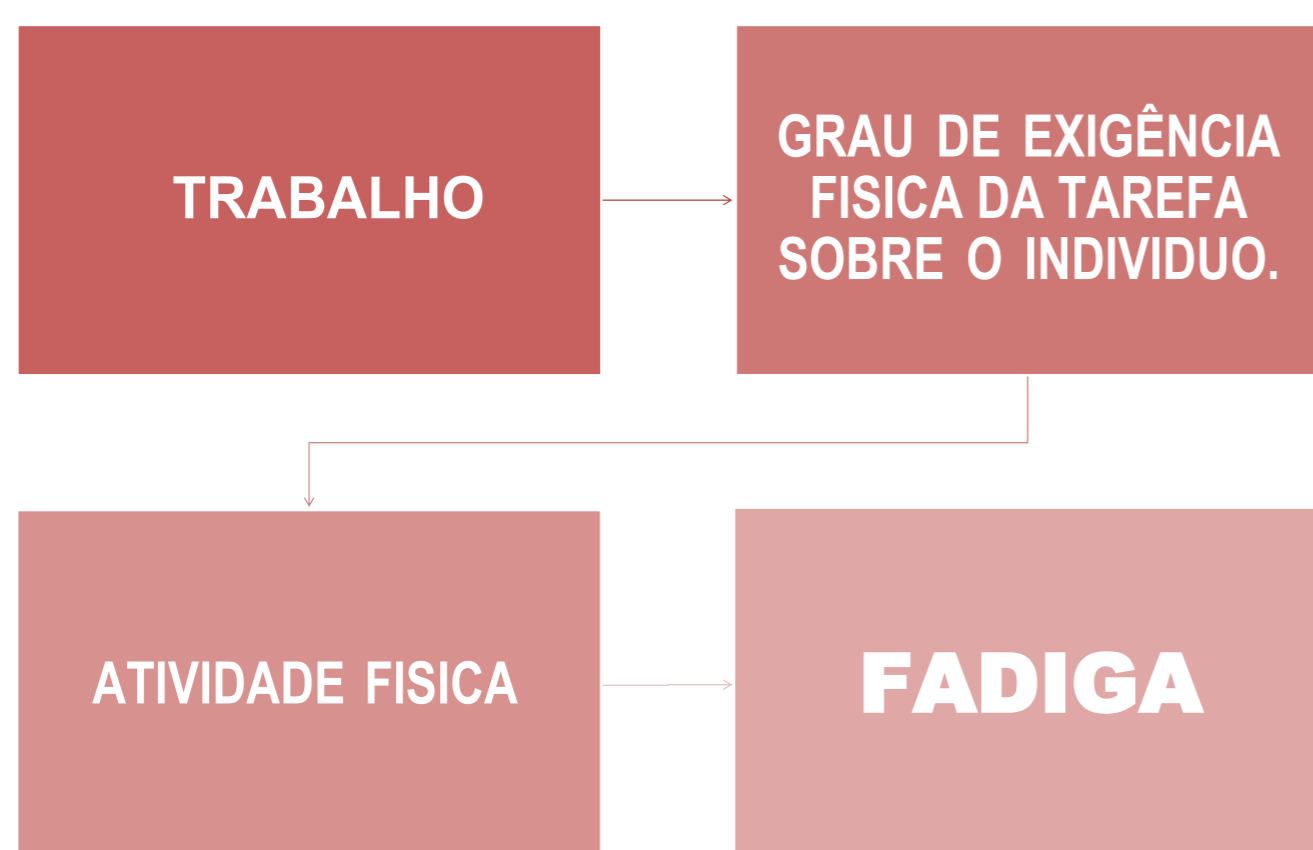 TRABALHO
GRAU DE EXIGÊNCIA
FISICA DA TAREFA
SOBRE O INDIVIDUO.
ATIVIDADE FISICA
FADIGA